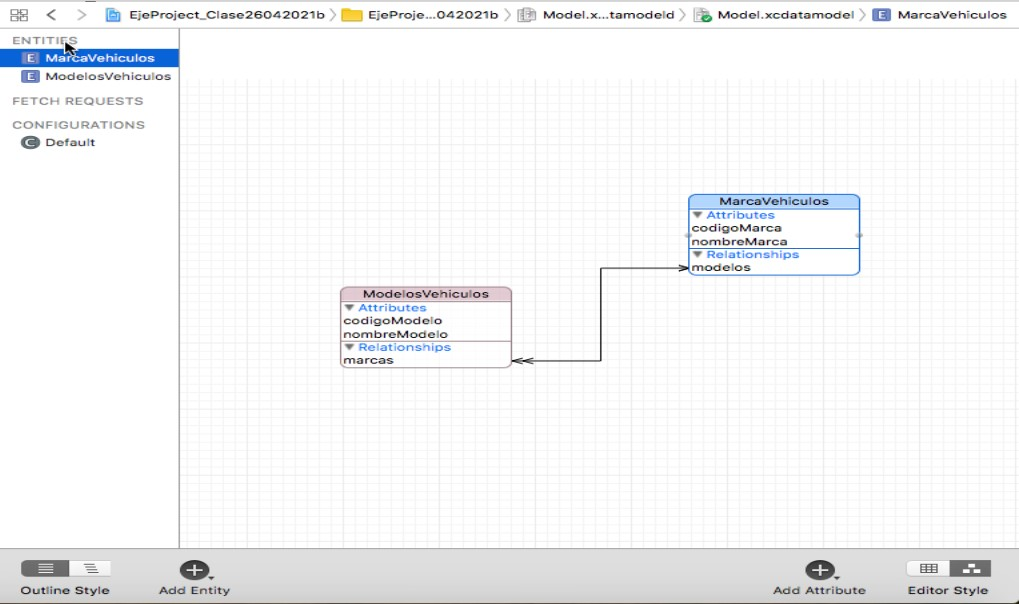 EjeProject_Clase26042021b EjeProje...042021b Model.x...tamodeld Model.xcdatamodel E MarcaVehiculos
ENTITIES
E MarcaVehiculos
E ModelosVehiculos
FETCH REQUESTS
CONFIGURATIONS
C Default
MarcaVehiculos
Attributes
codigoMarca
nombreMarca
Relationships
modelos
ModelosVehiculos
Attributes
codigoModelo
nombreModelo
Relationships
marcas
Outline Style Add Entity Add Attribute Editor Style